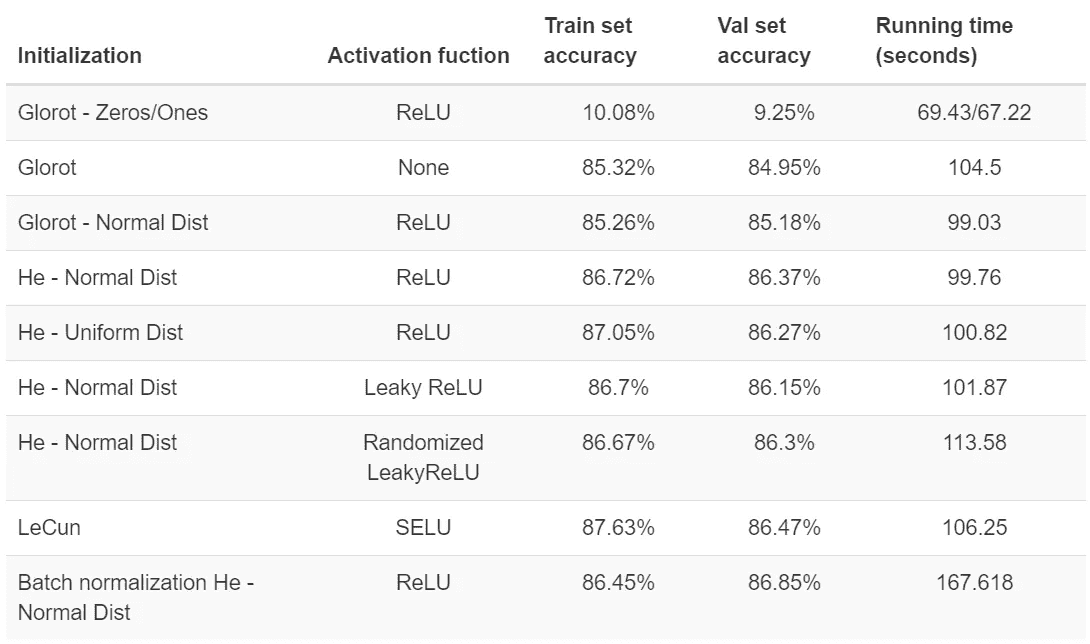 Initialization Activation fuction Train set accuracy Val set accuracy Running time (seconds)
Glorot - Zeros/Ones ReLU 10.08% 9.25% 69.43/67.22
Glorot None 85.32% 84.95% 104.5
Glorot - Normal Dist ReLU 85.26% 85.18% 99.03
He - Normal Dist ReLU 86.72% 86.37% 99.76
He - Uniform Dist ReLU 87.05% 86.27% 100.82
He - Normal Dist Leaky ReLU 86.7% 86.15% 101.87
He - Normal Dist Randomized LeakyReLU 86.67% 86.3% 113.58
LeCun SELU 87.63% 86.47% 106.25
Batch normalization He - Normal Dist ReLU 86.45% 86.85% 167.618